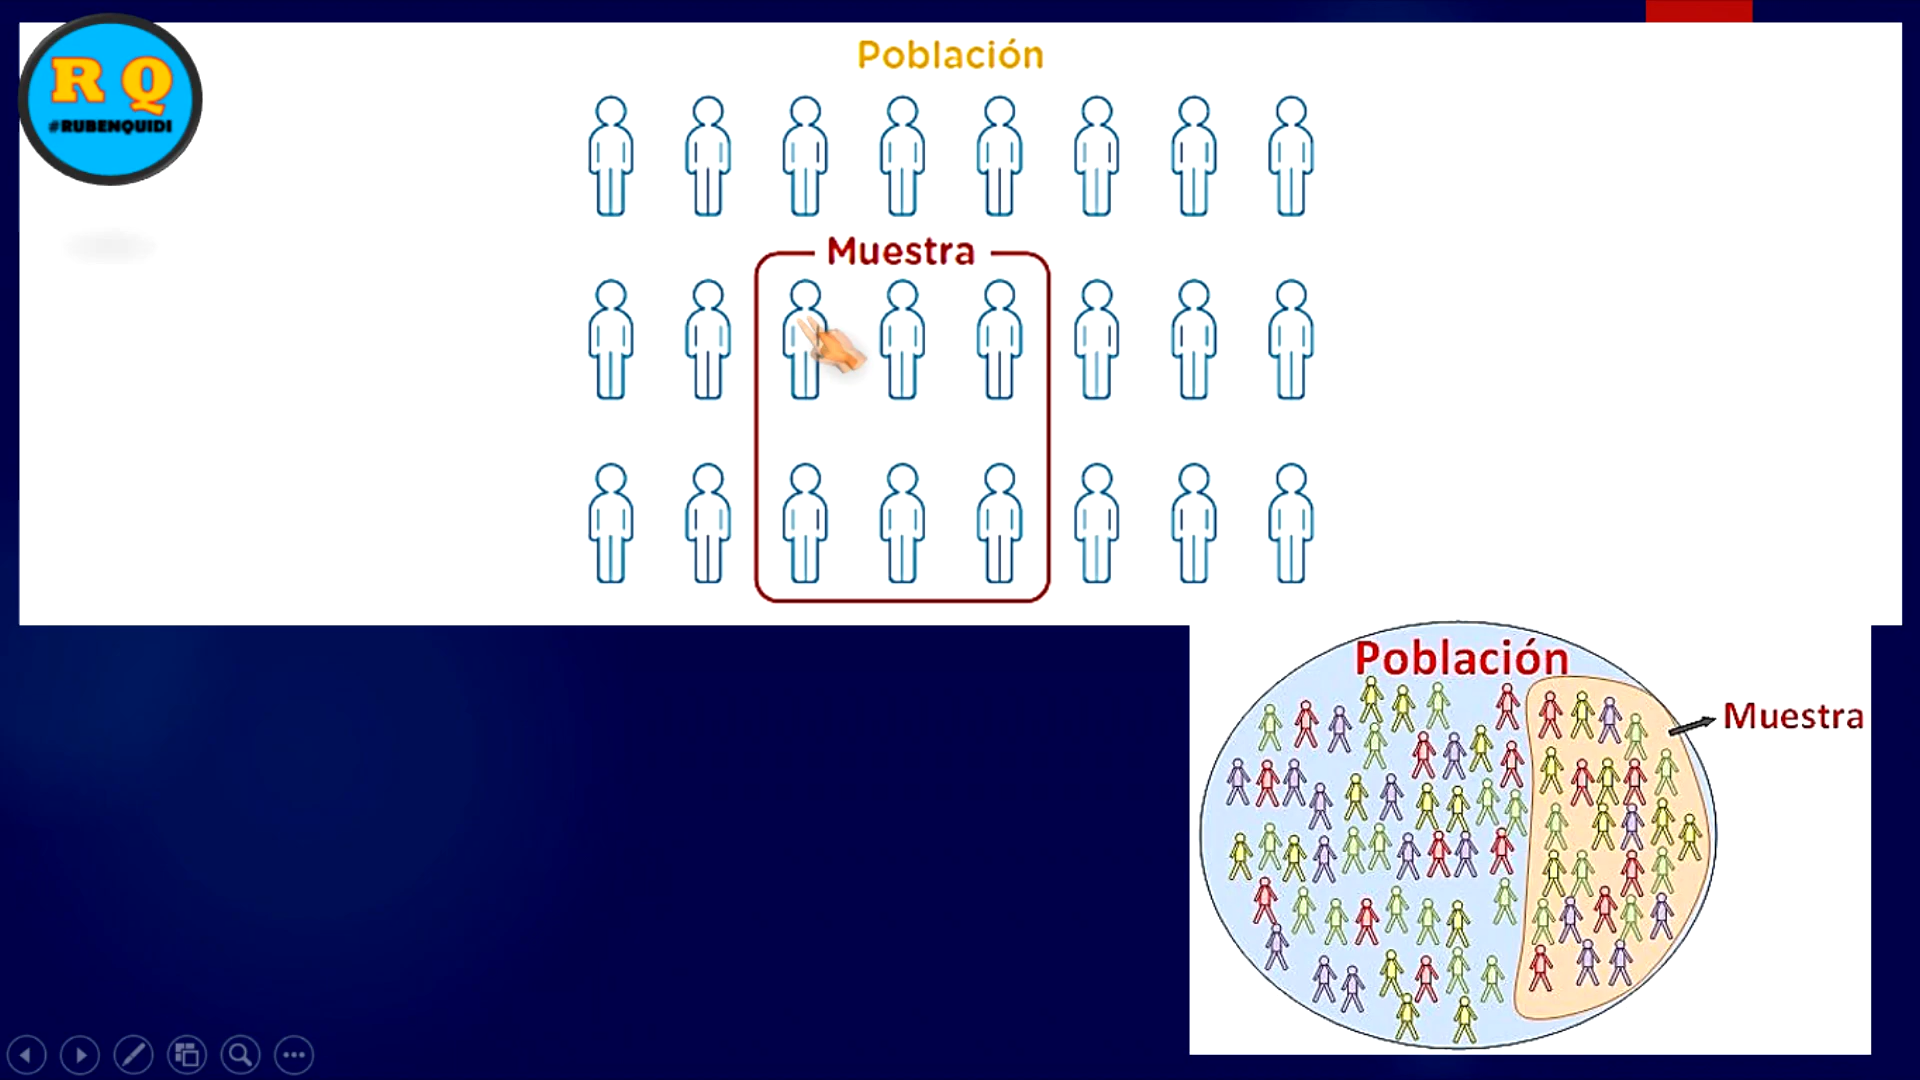 R Q
#RUBENQUIDI
Población
Muestra
Población
Muestra